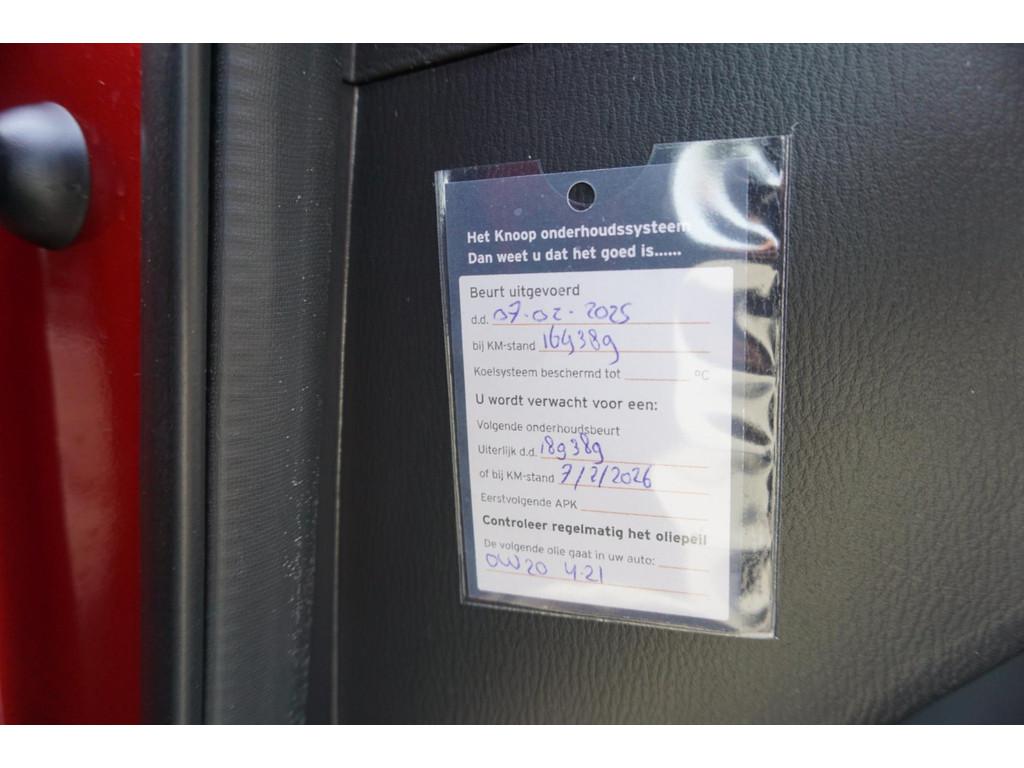 Het Knoop onderhoudssysteem
Dan weet u dat het goed is......
Beurt uitgevoerd
d.d. 07-02-2025
bij KM-stand 169389
Koelsysteem beschermd tot °C
U wordt verwacht voor een:
Volgende onderhoudsbeurt
Uiterlijk d.d. 189389
of bij KM-stand 7/2/2026
Eerstvolgende APK
Controleer regelmatig het oliepeil
De volgende olie gaat in uw auto:
0W20 4.2l